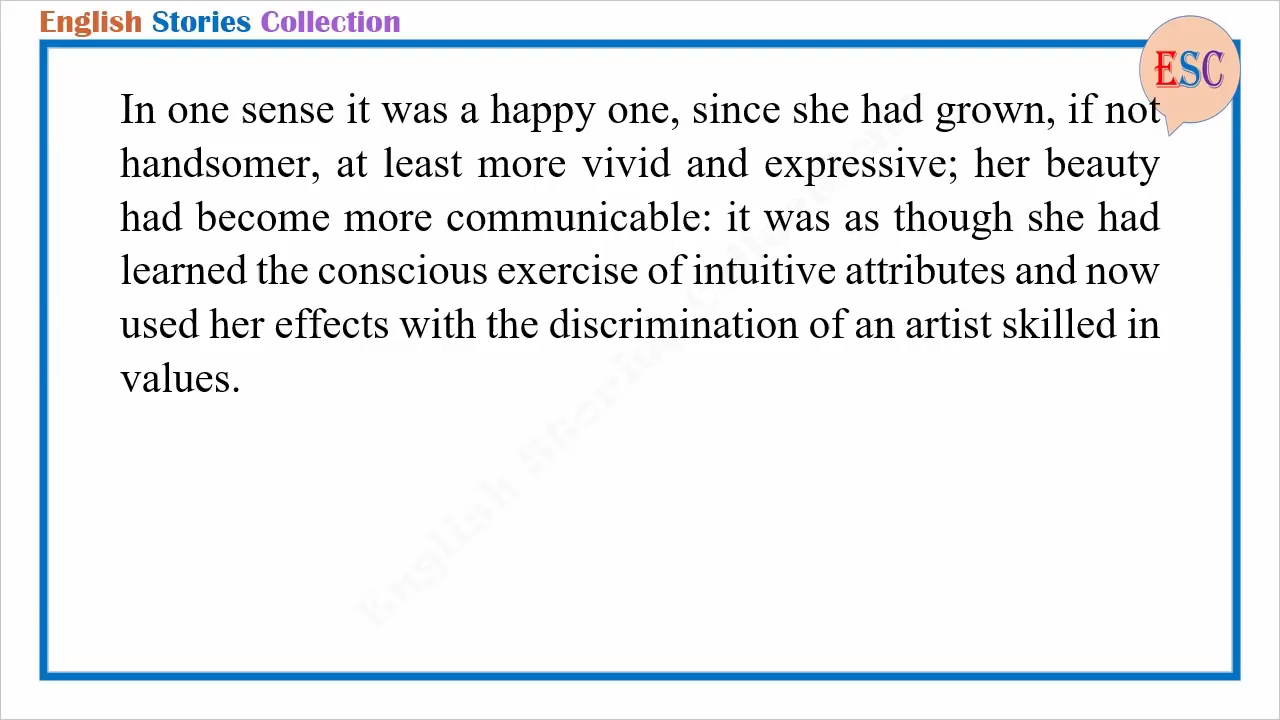 English Stories Collection
ESC
In one sense it was a happy one, since she had grown, if not
handsomer, at least more vivid and expressive; her beauty
had become more communicable: it was as though she had
learned the conscious exercise of intuitive attributes and now
used her effects with the discrimination of an artist skilled in
values.
English Stories Collection